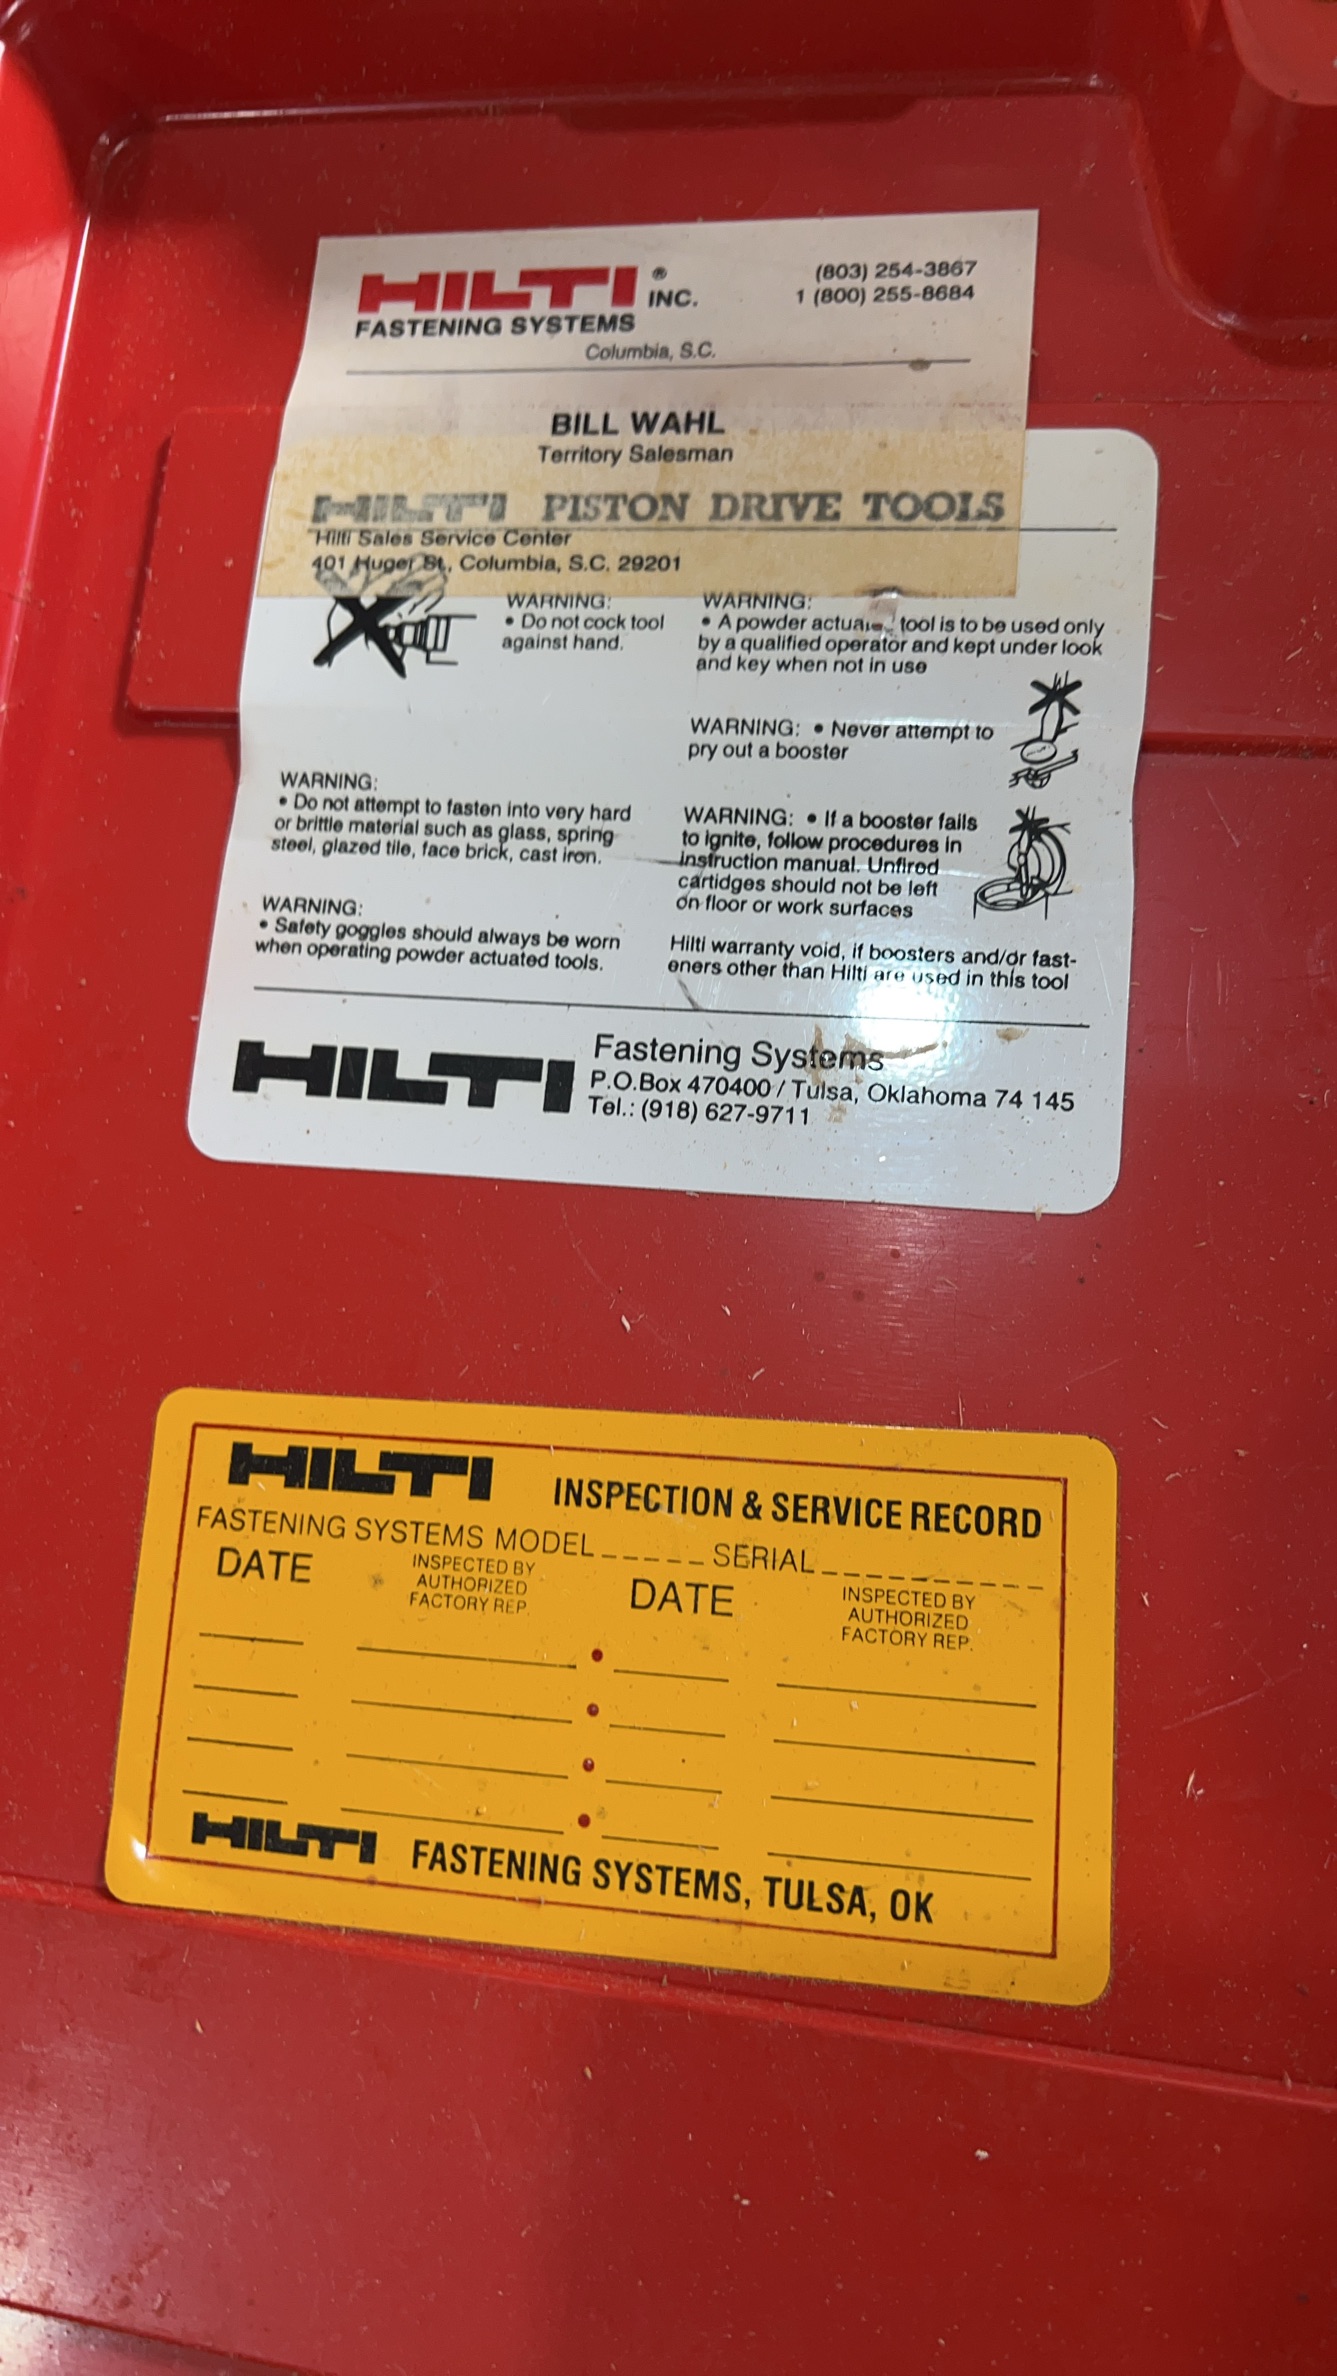 HILTI ® INC.
FASTENING SYSTEMS
Columbia, S.C.
(803) 254-3867
1 (800) 255-8684
BILL WAHL
Territory Salesman
HILTI PISTON DRIVE TOOLS
Hilti Sales Service Center
401 Huger St., Columbia, S.C. 29201
WARNING:
• Do not cock tool
against hand.
WARNING:
• Do not attempt to fasten into very hard
or brittle material such as glass, spring
steel, glazed tile, face brick, cast iron.
WARNING:
• Safety goggles should always be worn
when operating powder actuated tools.
WARNING:
• A powder actuated tool is to be used only
by a qualified operator and kept under look
and key when not in use
WARNING: • Never attempt to
pry out a booster
WARNING: • If a booster fails
to ignite, follow procedures in
instruction manual. Unfired
cartidges should not be left
on floor or work surfaces
Hilti warranty void, if boosters and/or fast-
eners other than Hilti are used in this tool
HILTI
Fastening Systems
P.O.Box 470400 / Tulsa, Oklahoma 74 145
Tel.: (918) 627-9711
HILTI INSPECTION & SERVICE RECORD
FASTENING SYSTEMS MODEL_____ SERIAL__________
DATE
INSPECTED BY
AUTHORIZED
FACTORY REP.
DATE
INSPECTED BY
AUTHORIZED
FACTORY REP.
HILTI FASTENING SYSTEMS, TULSA, OK